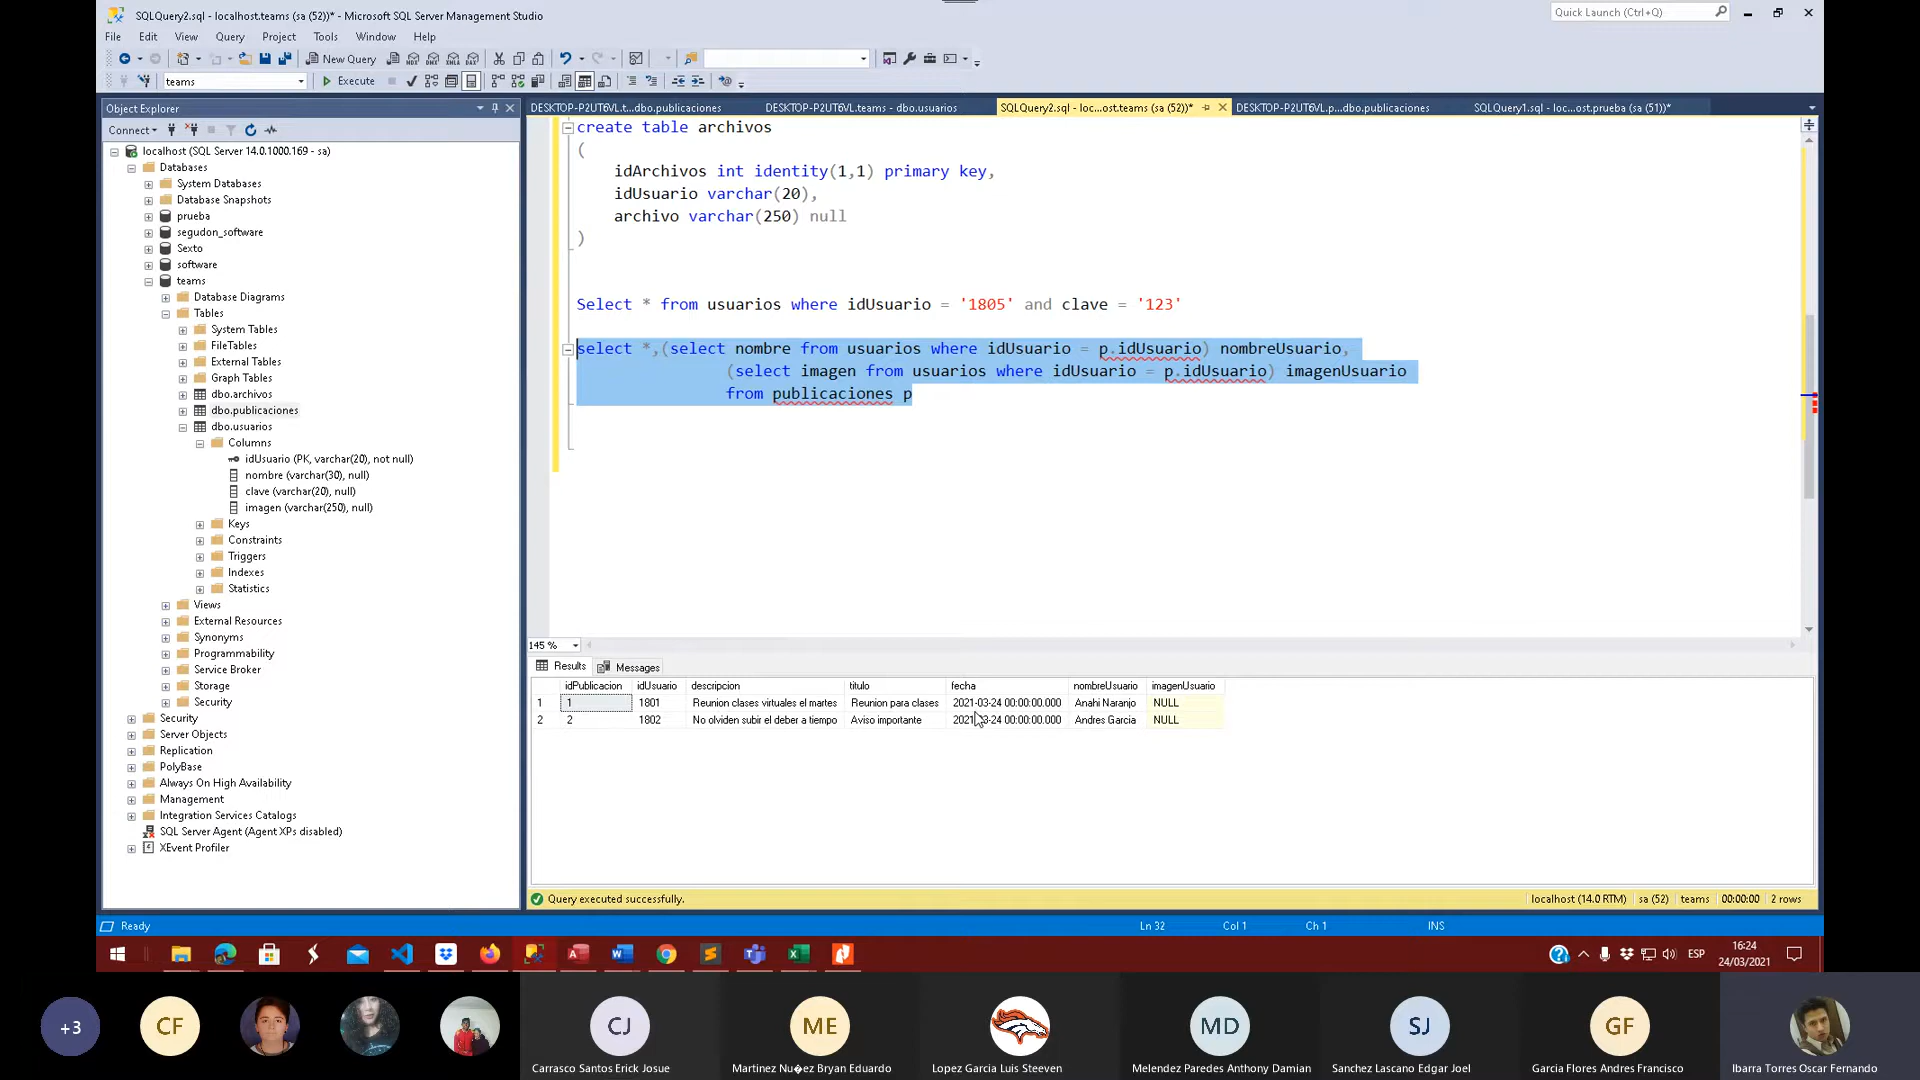 SQLQuery2.sql - localhost.teams (sa (52))* - Microsoft SQL Server Management Studio
Quick Launch (Ctrl+Q)
File Edit View Query Project Tools Window Help
New Query
teams
Execute
Object Explorer
Connect
localhost (SQL Server 14.0.1000.169 - sa)
Databases
System Databases
Database Snapshots
prueba
segudon_software
Sexto
software
teams
Database Diagrams
Tables
System Tables
FileTables
External Tables
Graph Tables
dbo.archivos
dbo.publicaciones
dbo.usuarios
Columns
idUsuario (PK, varchar(20), not null)
nombre (varchar(30), null)
clave (varchar(20), null)
imagen (varchar(250), null)
Keys
Constraints
Triggers
Indexes
Statistics
Views
External Resources
Synonyms
Programmability
Service Broker
Storage
Security
Security
Server Objects
Replication
PolyBase
Always On High Availability
Management
Integration Services Catalogs
SQL Server Agent (Agent XPs disabled)
XEvent Profiler
DESKTOP-P2UT6VL.t...dbo.publicaciones DESKTOP-P2UT6VL.teams - dbo.usuarios SQLQuery2.sql - loc...ost.teams (sa (52))* DESKTOP-P2UT6VL.p...dbo.publicaciones SQLQuery1.sql - loc...ost.prueba (sa (51))*
create table archivos
(
idArchivos int identity(1,1) primary key,
idUsuario varchar(20),
archivo varchar(250) null
)
Select * from usuarios where idUsuario = '1805' and clave = '123'
select *,(select nombre from usuarios where idUsuario = p.idUsuario) nombreUsuario,
(select imagen from usuarios where idUsuario = p.idUsuario) imagenUsuario
from publicaciones p
145 %
Results Messages
idPublicacion idUsuario descripcion titulo fecha nombreUsuario imagenUsuario
1 1 1801 Reunion clases virtuales el martes Reunion para clases 2021-03-24 00:00:00.000 Anahi Naranjo NULL
2 2 1802 No olviden subir el deber a tiempo Aviso importante 2021-03-24 00:00:00.000 Andres Garcia NULL
Query executed successfully.
localhost (14.0 RTM) sa (52) teams 00:00:00 2 rows
Ready
Ln 32 Col 1 Ch 1 INS
ESP
16:24
24/03/2021
+3 CF CJ ME MD SJ GF
Carrasco Santos Erick Josue Martinez Nu�ez Bryan Eduardo Lopez Garcia Luis Steeven Melendez Paredes Anthony Damian Sanchez Lascano Edgar Joel Garcia Flores Andres Francisco Ibarra Torres Oscar Fernando